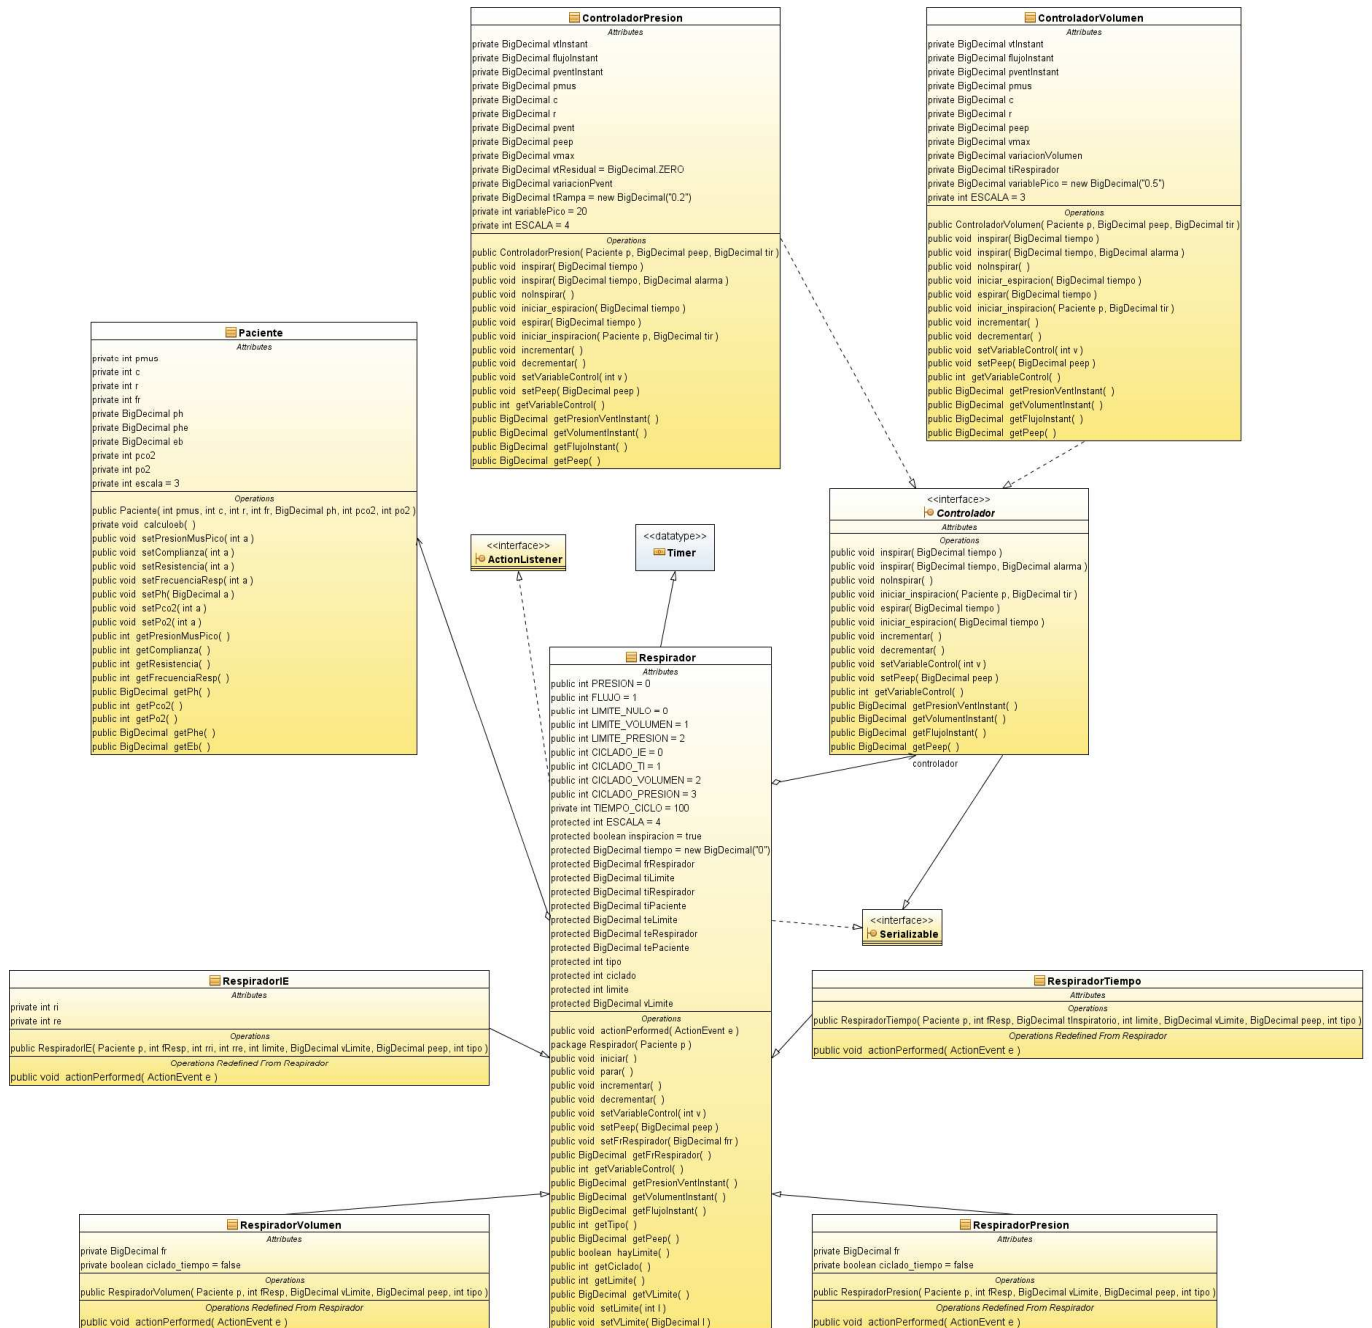 ControladorPresion
Attributes
private BigDecimal vtInstant
private BigDecimal flujoInstant
private BigDecimal pventInstant
private BigDecimal pmus
private BigDecimal c
private BigDecimal r
private BigDecimal pvent
private BigDecimal peep
private BigDecimal vmax
private BigDecimal vtResidual = BigDecimal.ZERO
private BigDecimal variacionPvent
private BigDecimal tRampa = new BigDecimal("0.2")
private int variablePico = 20
private int ESCALA = 4
Operations
public ControladorPresion( Paciente p, BigDecimal peep, BigDecimal tir )
public void inspirar( BigDecimal tiempo )
public void inspirar( BigDecimal tiempo, BigDecimal alarma )
public void noInspirar( )
public void iniciar_espiracion( BigDecimal tiempo )
public void espirar( BigDecimal tiempo )
public void iniciar_inspiracion( Paciente p, BigDecimal tir )
public void incrementar( )
public void decrementar( )
public void setVariableControl( int v )
public void setPeep( BigDecimal peep )
public int getVariableControl( )
public BigDecimal getPresionVentInstant( )
public BigDecimal getVolumentInstant( )
public BigDecimal getFlujoInstant( )
public BigDecimal getPeep( )
ControladorVolumen
Attributes
private BigDecimal vtInstant
private BigDecimal flujoInstant
private BigDecimal pventInstant
private BigDecimal pmus
private BigDecimal c
private BigDecimal r
private BigDecimal peep
private BigDecimal vmax
private BigDecimal variacionVolumen
private BigDecimal tiRespirador
private BigDecimal variablePico = new BigDecimal("0.5")
private int ESCALA = 3
Operations
public ControladorVolumen( Paciente p, BigDecimal peep, BigDecimal tir )
public void inspirar( BigDecimal tiempo )
public void inspirar( BigDecimal tiempo, BigDecimal alarma )
public void noInspirar( )
public void iniciar_espiracion( BigDecimal tiempo )
public void espirar( BigDecimal tiempo )
public void iniciar_inspiracion( Paciente p, BigDecimal tir )
public void incrementar( )
public void decrementar( )
public void setVariableControl( int v )
public void setPeep( BigDecimal peep )
public int getVariableControl( )
public BigDecimal getPresionVentInstant( )
public BigDecimal getVolumentInstant( )
public BigDecimal getFlujoInstant( )
public BigDecimal getPeep( )
Paciente
Attributes
private int pmus
private int c
private int r
private int fr
private BigDecimal ph
private BigDecimal phe
private BigDecimal eb
private int pco2
private int po2
private int escala = 3
Operations
public Paciente( int pmus, int c, int r, int fr, BigDecimal ph, int pco2, int po2 )
private void calculoeb( )
public void setPresionMusPico( int a )
public void setComplianza( int a )
public void setResistencia( int a )
public void setFrecuenciaResp( int a )
public void setPh( BigDecimal a )
public void setPco2( int a )
public void setPo2( int a )
public int getPresionMusPico( )
public int getComplianza( )
public int getResistencia( )
public int getFrecuenciaResp( )
public BigDecimal getPh( )
public int getPco2( )
public int getPo2( )
public BigDecimal getPhe( )
public BigDecimal getEb( )
<<interface>>
ActionListener
<<datatype>>
Timer
<<interface>>
Controlador
Attributes
Operations
public void inspirar( BigDecimal tiempo )
public void inspirar( BigDecimal tiempo, BigDecimal alarma )
public void noInspirar( )
public void iniciar_inspiracion( Paciente p, BigDecimal tir )
public void espirar( BigDecimal tiempo )
public void iniciar_espiracion( BigDecimal tiempo )
public void incrementar( )
public void decrementar( )
public void setVariableControl( int v )
public void setPeep( BigDecimal peep )
public int getVariableControl( )
public BigDecimal getPresionVentInstant( )
public BigDecimal getVolumentInstant( )
public BigDecimal getFlujoInstant( )
public BigDecimal getPeep( )
controlador
Respirador
Attributes
public int PRESION = 0
public int FLUJO = 1
public int LIMITE_NULO = 0
public int LIMITE_VOLUMEN = 1
public int LIMITE_PRESION = 2
public int CICLADO_IE = 0
public int CICLADO_TI = 1
public int CICLADO_VOLUMEN = 2
public int CICLADO_PRESION = 3
private int TIEMPO_CICLO = 100
protected int ESCALA = 4
protected boolean inspiracion = true
protected BigDecimal tiempo = new BigDecimal("0")
protected BigDecimal frRespirador
protected BigDecimal tiLimite
protected BigDecimal tiRespirador
protected BigDecimal tiPaciente
protected BigDecimal teLimite
protected BigDecimal teRespirador
protected BigDecimal tePaciente
protected int tipo
protected int ciclado
protected int limite
protected BigDecimal vLimite
Operations
public void actionPerformed( ActionEvent e )
package Respirador( Paciente p )
public void iniciar( )
public void parar( )
public void incrementar( )
public void decrementar( )
public void setVariableControl( int v )
public void setPeep( BigDecimal peep )
public void setFrRespirador( BigDecimal frr )
public BigDecimal getFrRespirador( )
public int getVariableControl( )
public BigDecimal getPresionVentInstant( )
public BigDecimal getVolumentInstant( )
public BigDecimal getFlujoInstant( )
public int getTipo( )
public BigDecimal getPeep( )
public boolean hayLimite( )
public int getCiclado( )
public int getLimite( )
public BigDecimal getVLimite( )
public void setLimite( int l )
public void setVLimite( BigDecimal l )
<<interface>>
Serializable
RespiradorIE
Attributes
private int ri
private int re
Operations
public RespiradorIE( Paciente p, int fResp, int rri, int rre, int limite, BigDecimal vLimite, BigDecimal peep, int tipo )
Operations Redefined From Respirador
public void actionPerformed( ActionEvent e )
RespiradorTiempo
Attributes
Operations
public RespiradorTiempo( Paciente p, int fResp, BigDecimal tInspiratorio, int limite, BigDecimal vLimite, BigDecimal peep, int tipo )
Operations Redefined From Respirador
public void actionPerformed( ActionEvent e )
RespiradorVolumen
Attributes
private BigDecimal fr
private boolean ciclado_tiempo = false
Operations
public RespiradorVolumen( Paciente p, int fResp, BigDecimal vLimite, BigDecimal peep, int tipo )
Operations Redefined From Respirador
public void actionPerformed( ActionEvent e )
RespiradorPresion
Attributes
private BigDecimal fr
private boolean ciclado_tiempo = false
Operations
public RespiradorPresion( Paciente p, int fResp, BigDecimal vLimite, BigDecimal peep, int tipo )
Operations Redefined From Respirador
public void actionPerformed( ActionEvent e )